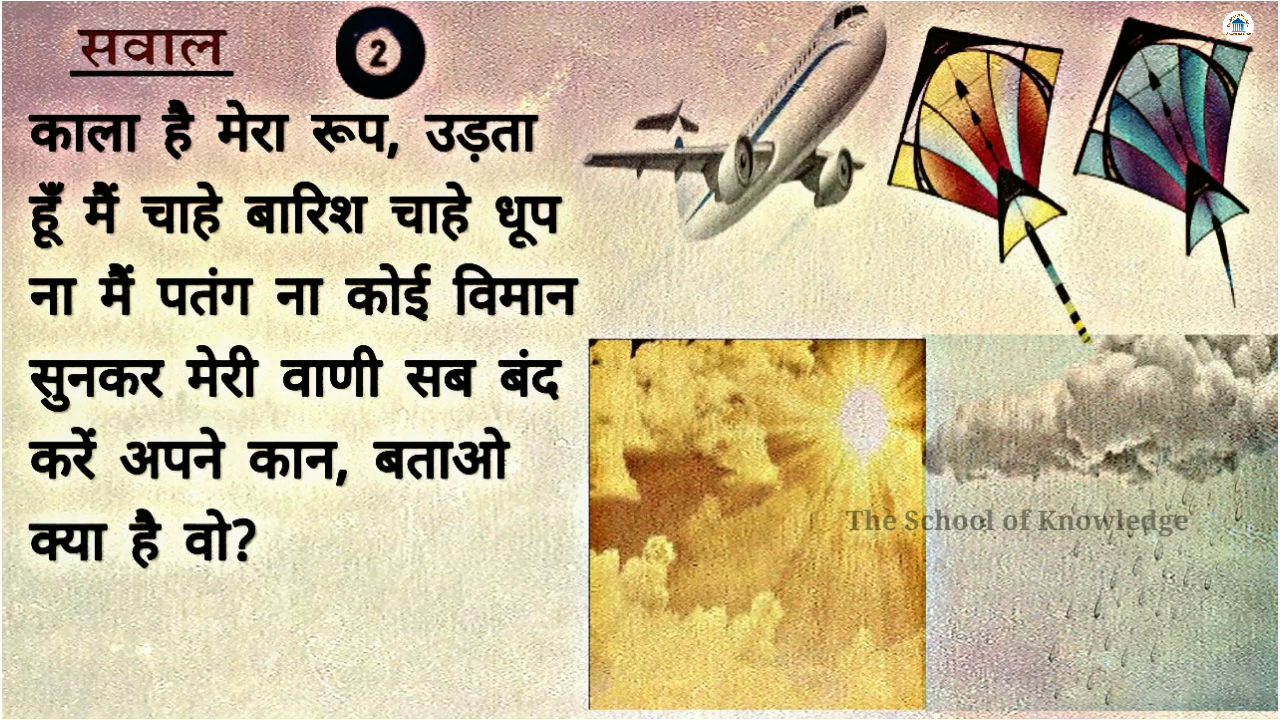 सवाल
2
काला है मेरा रूप, उड़ता
हूँ मैं चाहे बारिश चाहे धूप
ना मैं पतंग ना कोई विमान
सुनकर मेरी वाणी सब बंद
करें अपने कान, बताओ
क्या है वो?
The School of Knowledge